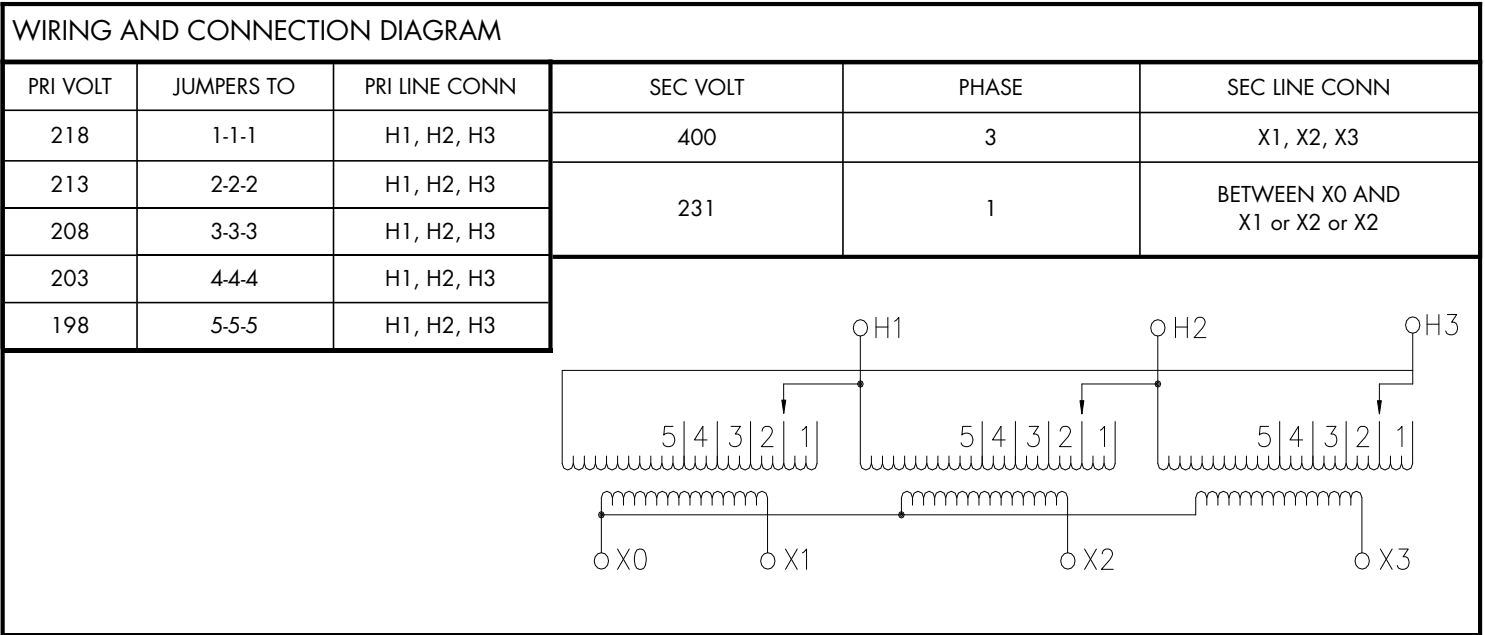 WIRING AND CONNECTION DIAGRAM
PRI VOLT JUMPERS TO PRI LINE CONN SEC VOLT PHASE SEC LINE CONN
218 1-1-1 H1, H2, H3 400 3 X1, X2, X3
213 2-2-2 H1, H2, H3
231 1 BETWEEN X0 AND
X1 or X2 or X2
208 3-3-3 H1, H2, H3
203 4-4-4 H1, H2, H3
198 5-5-5 H1, H2, H3
H1 H2 H3
5 4 3 2 1 5 4 3 2 1 5 4 3 2 1
X0 X1 X2 X3